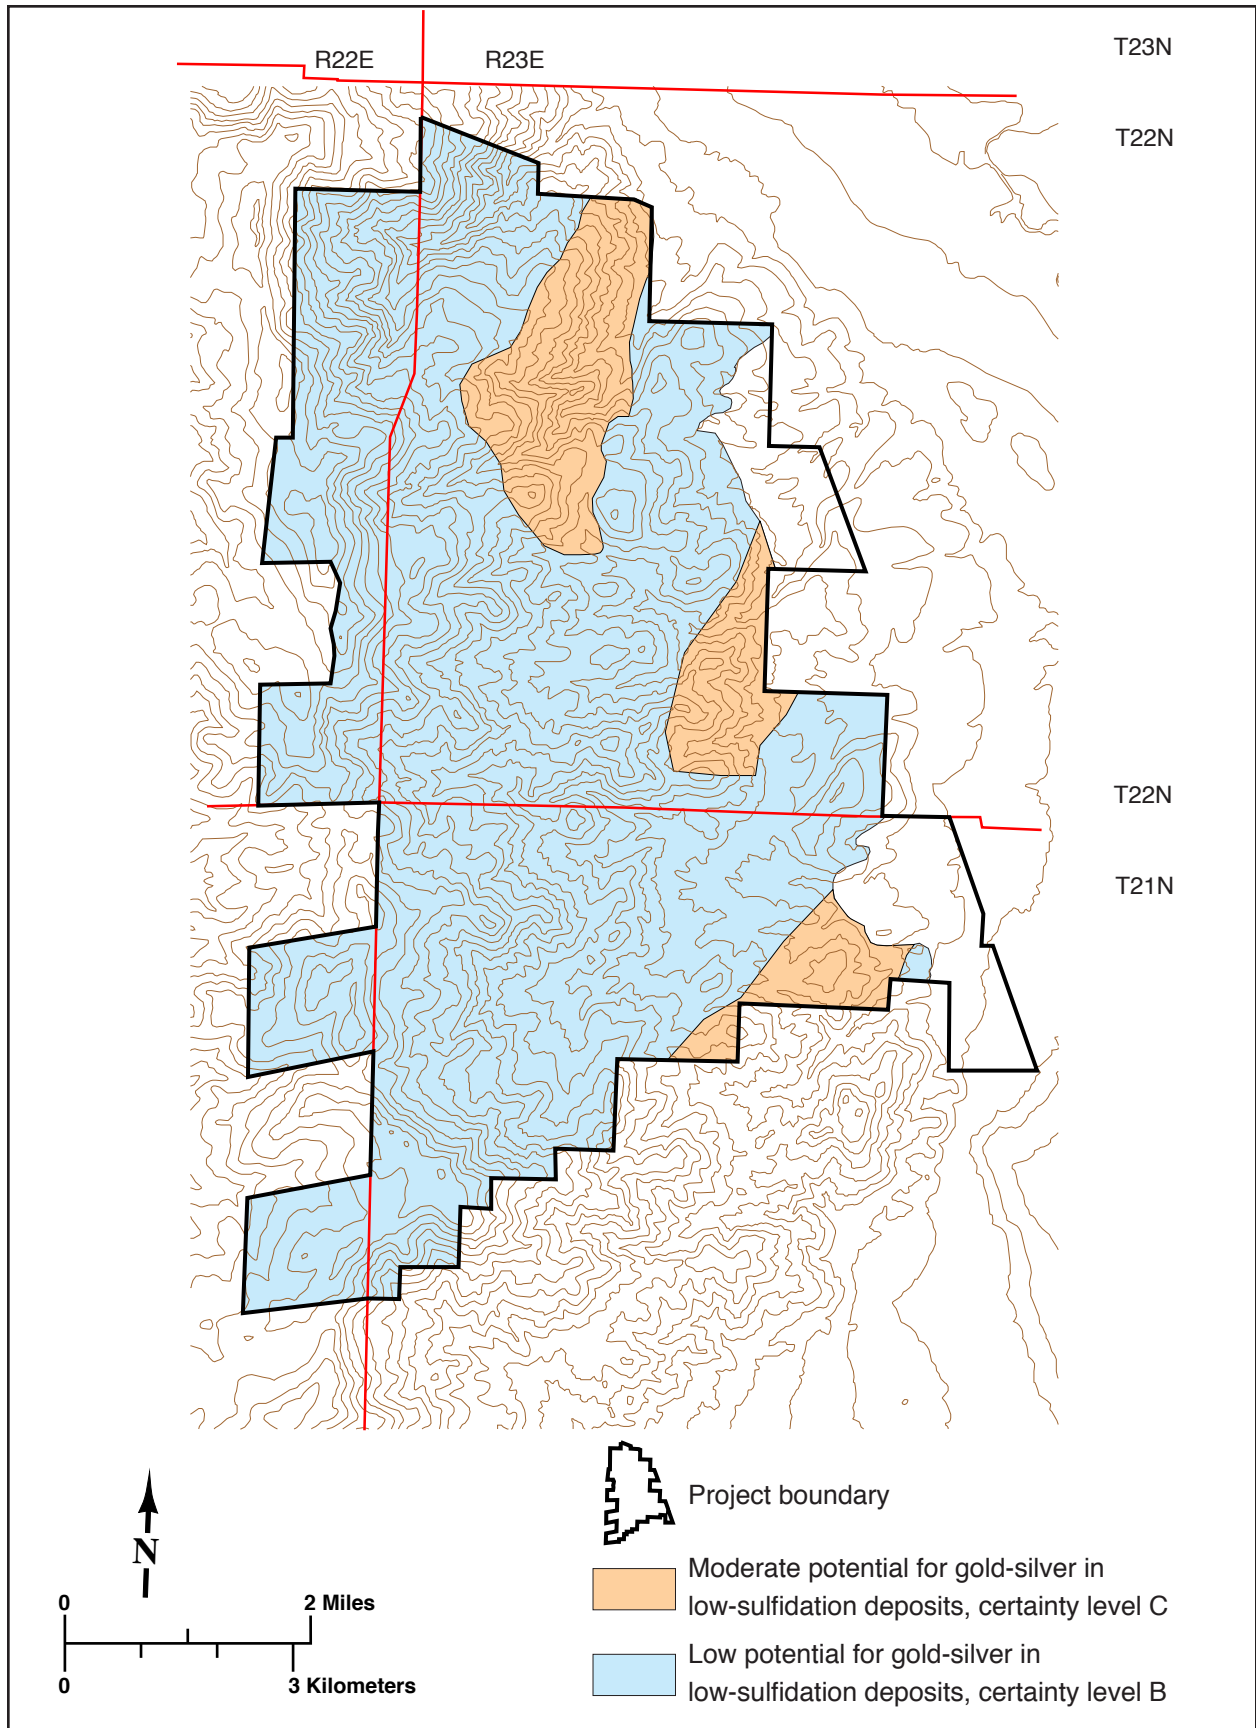 R22E
R23E
T23N
T22N
T22N
T21N
Project boundary
Moderate potential for gold-silver in
low-sulfidation deposits, certainty level C
Low potential for gold-silver in
low-sulfidation deposits, certainty level B
N
0
2 Miles
0
3 Kilometers